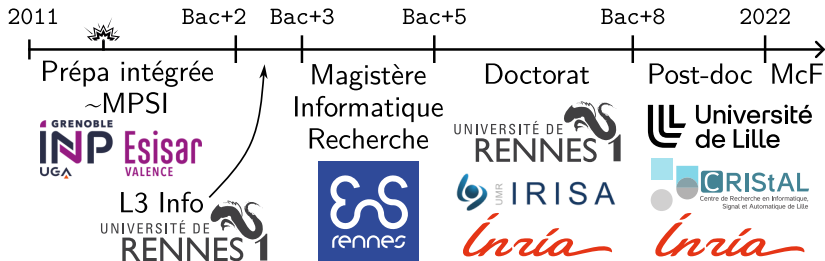 2011
Bac+2
Bac+3
Bac+5
Bac+8
2022
Prépa intégrée
~MPSI
GRENOBLE
INP
UGA
Esisar
VALENCE
L3 Info
UNIVERSITÉ DE
RENNES 1
Magistère
Informatique
Recherche
ENS
rennes
Doctorat
UNIVERSITÉ DE
RENNES 1
UMR
IRISA
Inria
Post-doc
Université
de Lille
CRIStAL
Centre de Recherche en Informatique,
Signal et Automatique de Lille
Inria
McF